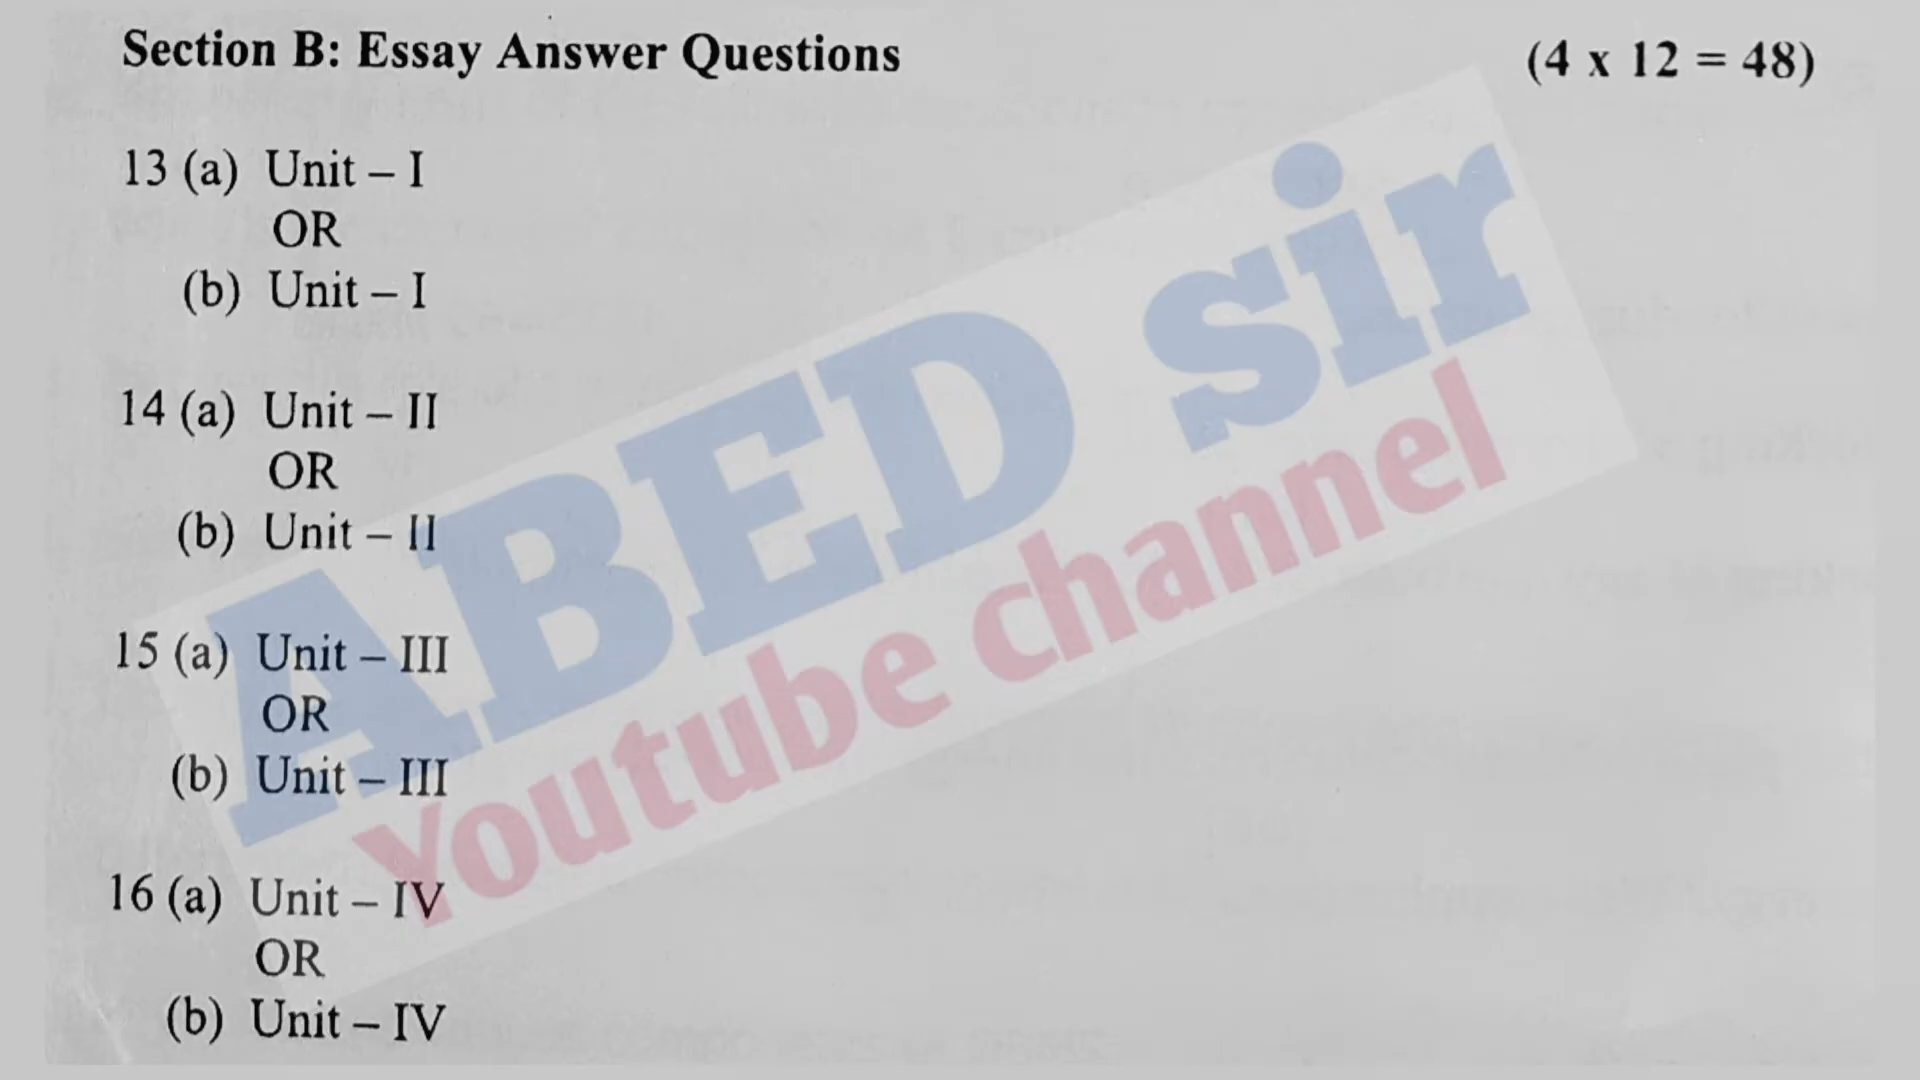 Section B: Essay Answer Questions (4 x 12 = 48)
13 (a) Unit – I
OR
(b) Unit – I
14 (a) Unit – II
OR
(b) Unit – II
15 (a) Unit – III
OR
(b) Unit – III
16 (a) Unit – IV
OR
(b) Unit – IV
ABED sir
Youtube channel